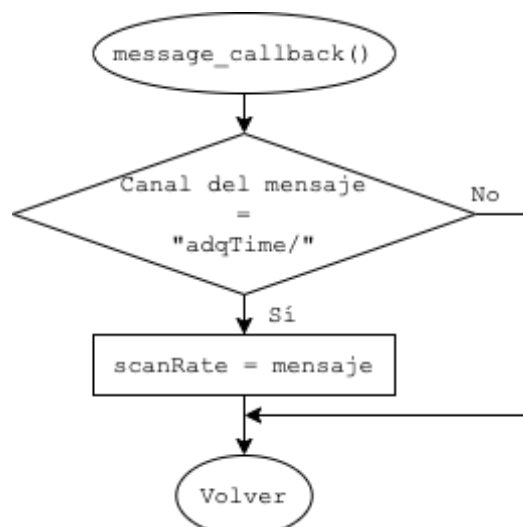 message_callback()
Canal del mensaje
=
"adqTime/"
No
Sí
scanRate = mensaje
Volver